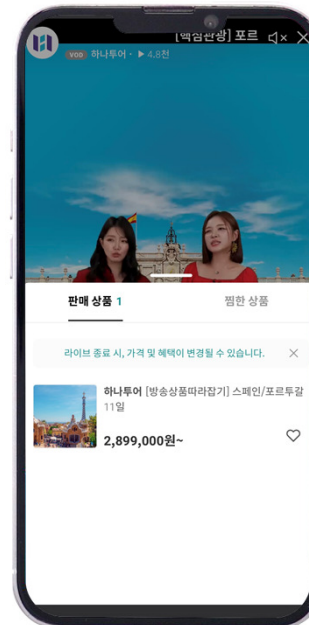 [핵심관광] 포르
VOD 하나투어 · ▶ 4.8천
판매 상품 1
찜한 상품
라이브 종료 시, 가격 및 혜택이 변경될 수 있습니다.
하나투어 [방송상품따라잡기] 스페인/포르투갈
11일
2,899,000원~